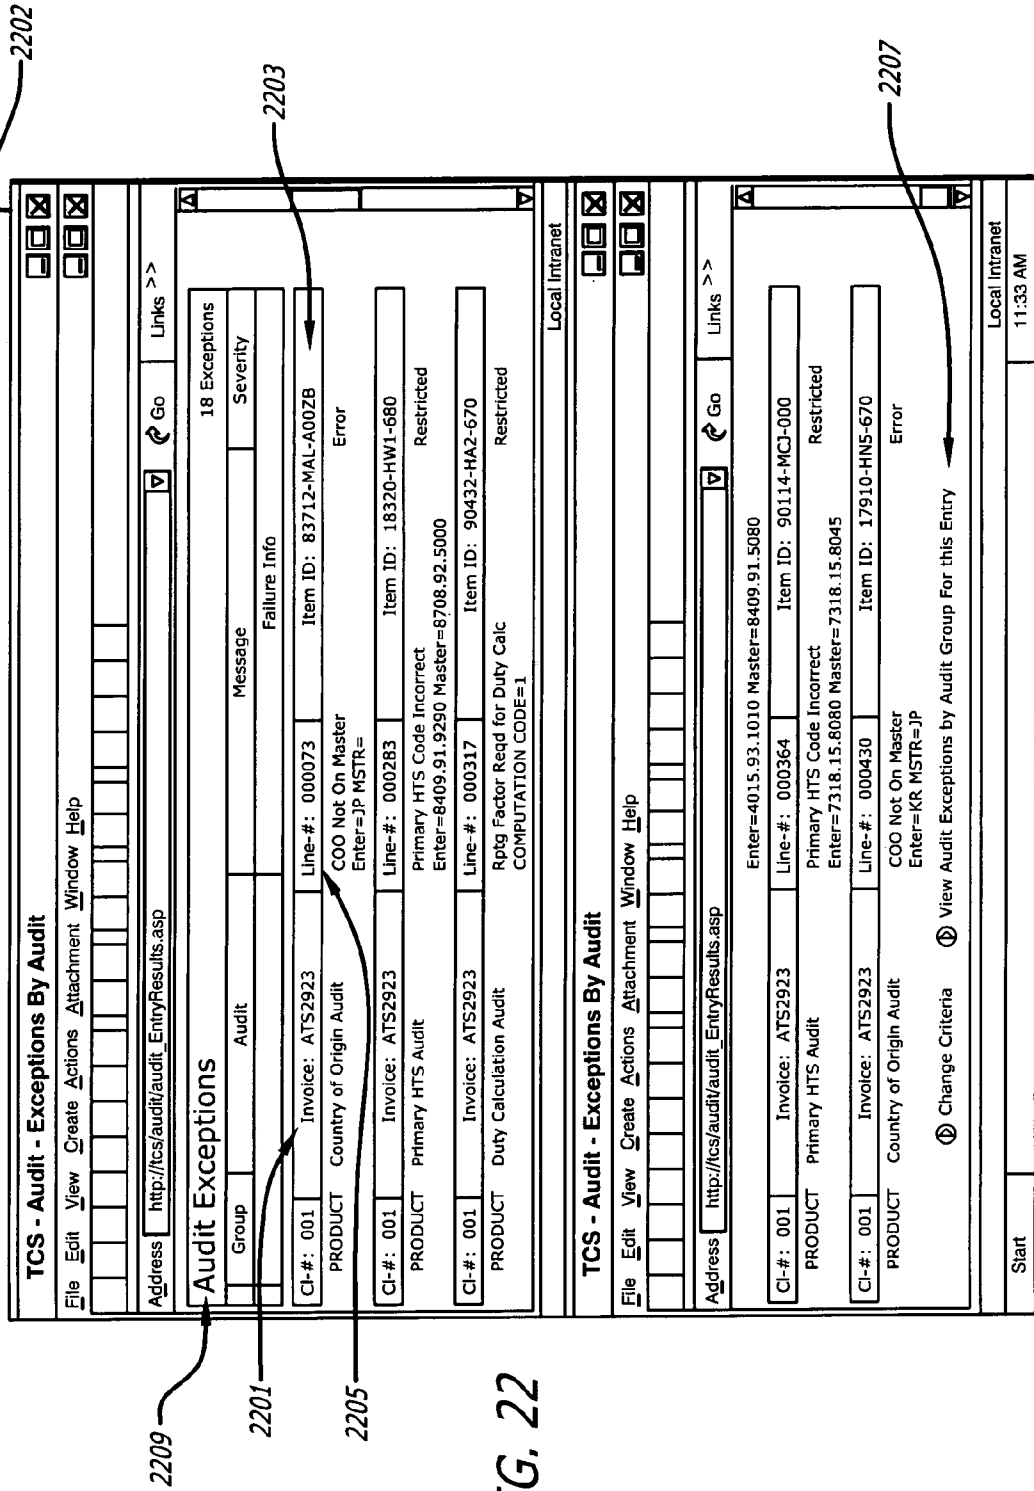 2202
TCS - Audit - Exceptions By Audit
File Edit View Create Actions Attachment Window Help
Address http://tcs/audit/audit_EntryResults.asp Go Links >>
Audit Exceptions 18 Exceptions
Group Audit Message Severity
Failure Info
CI-#: 001 Invoice: ATS2923 Line-#: 000073 Item ID: 83712-MAL-A00ZB
PRODUCT Country of Origin Audit COO Not On Master Error
Enter=JP MSTR=
CI-#: 001 Invoice: ATS2923 Line-#: 000283 Item ID: 18320-HW1-680
PRODUCT Primary HTS Audit Primary HTS Code Incorrect Restricted
Enter=8409.91.9290 Master=8708.92.5000
CI-#: 001 Invoice: ATS2923 Line-#: 000317 Item ID: 90432-HA2-670
PRODUCT Duty Calculation Audit Rptg Factor Reqd for Duty Calc Restricted
COMPUTATION CODE=1
Local Intranet
TCS - Audit - Exceptions By Audit
File Edit View Create Actions Attachment Window Help
Address http://tcs/audit/audit_EntryResults.asp Go Links >>
Enter=4015.93.1010 Master=8409.91.5080
CI-#: 001 Invoice: ATS2923 Line-#: 000364 Item ID: 90114-MCJ-000
PRODUCT Primary HTS Audit Primary HTS Code Incorrect Restricted
Enter=7318.15.8080 Master=7318.15.8045
CI-#: 001 Invoice: ATS2923 Line-#: 000430 Item ID: 17910-HN5-670
PRODUCT Country of Origin Audit COO Not On Master Error
Enter=KR MSTR=JP
Change Criteria View Audit Exceptions by Audit Group For this Entry
Local Intranet
Start 11:33 AM
2209
2201
2205
2203
2207
G. 22